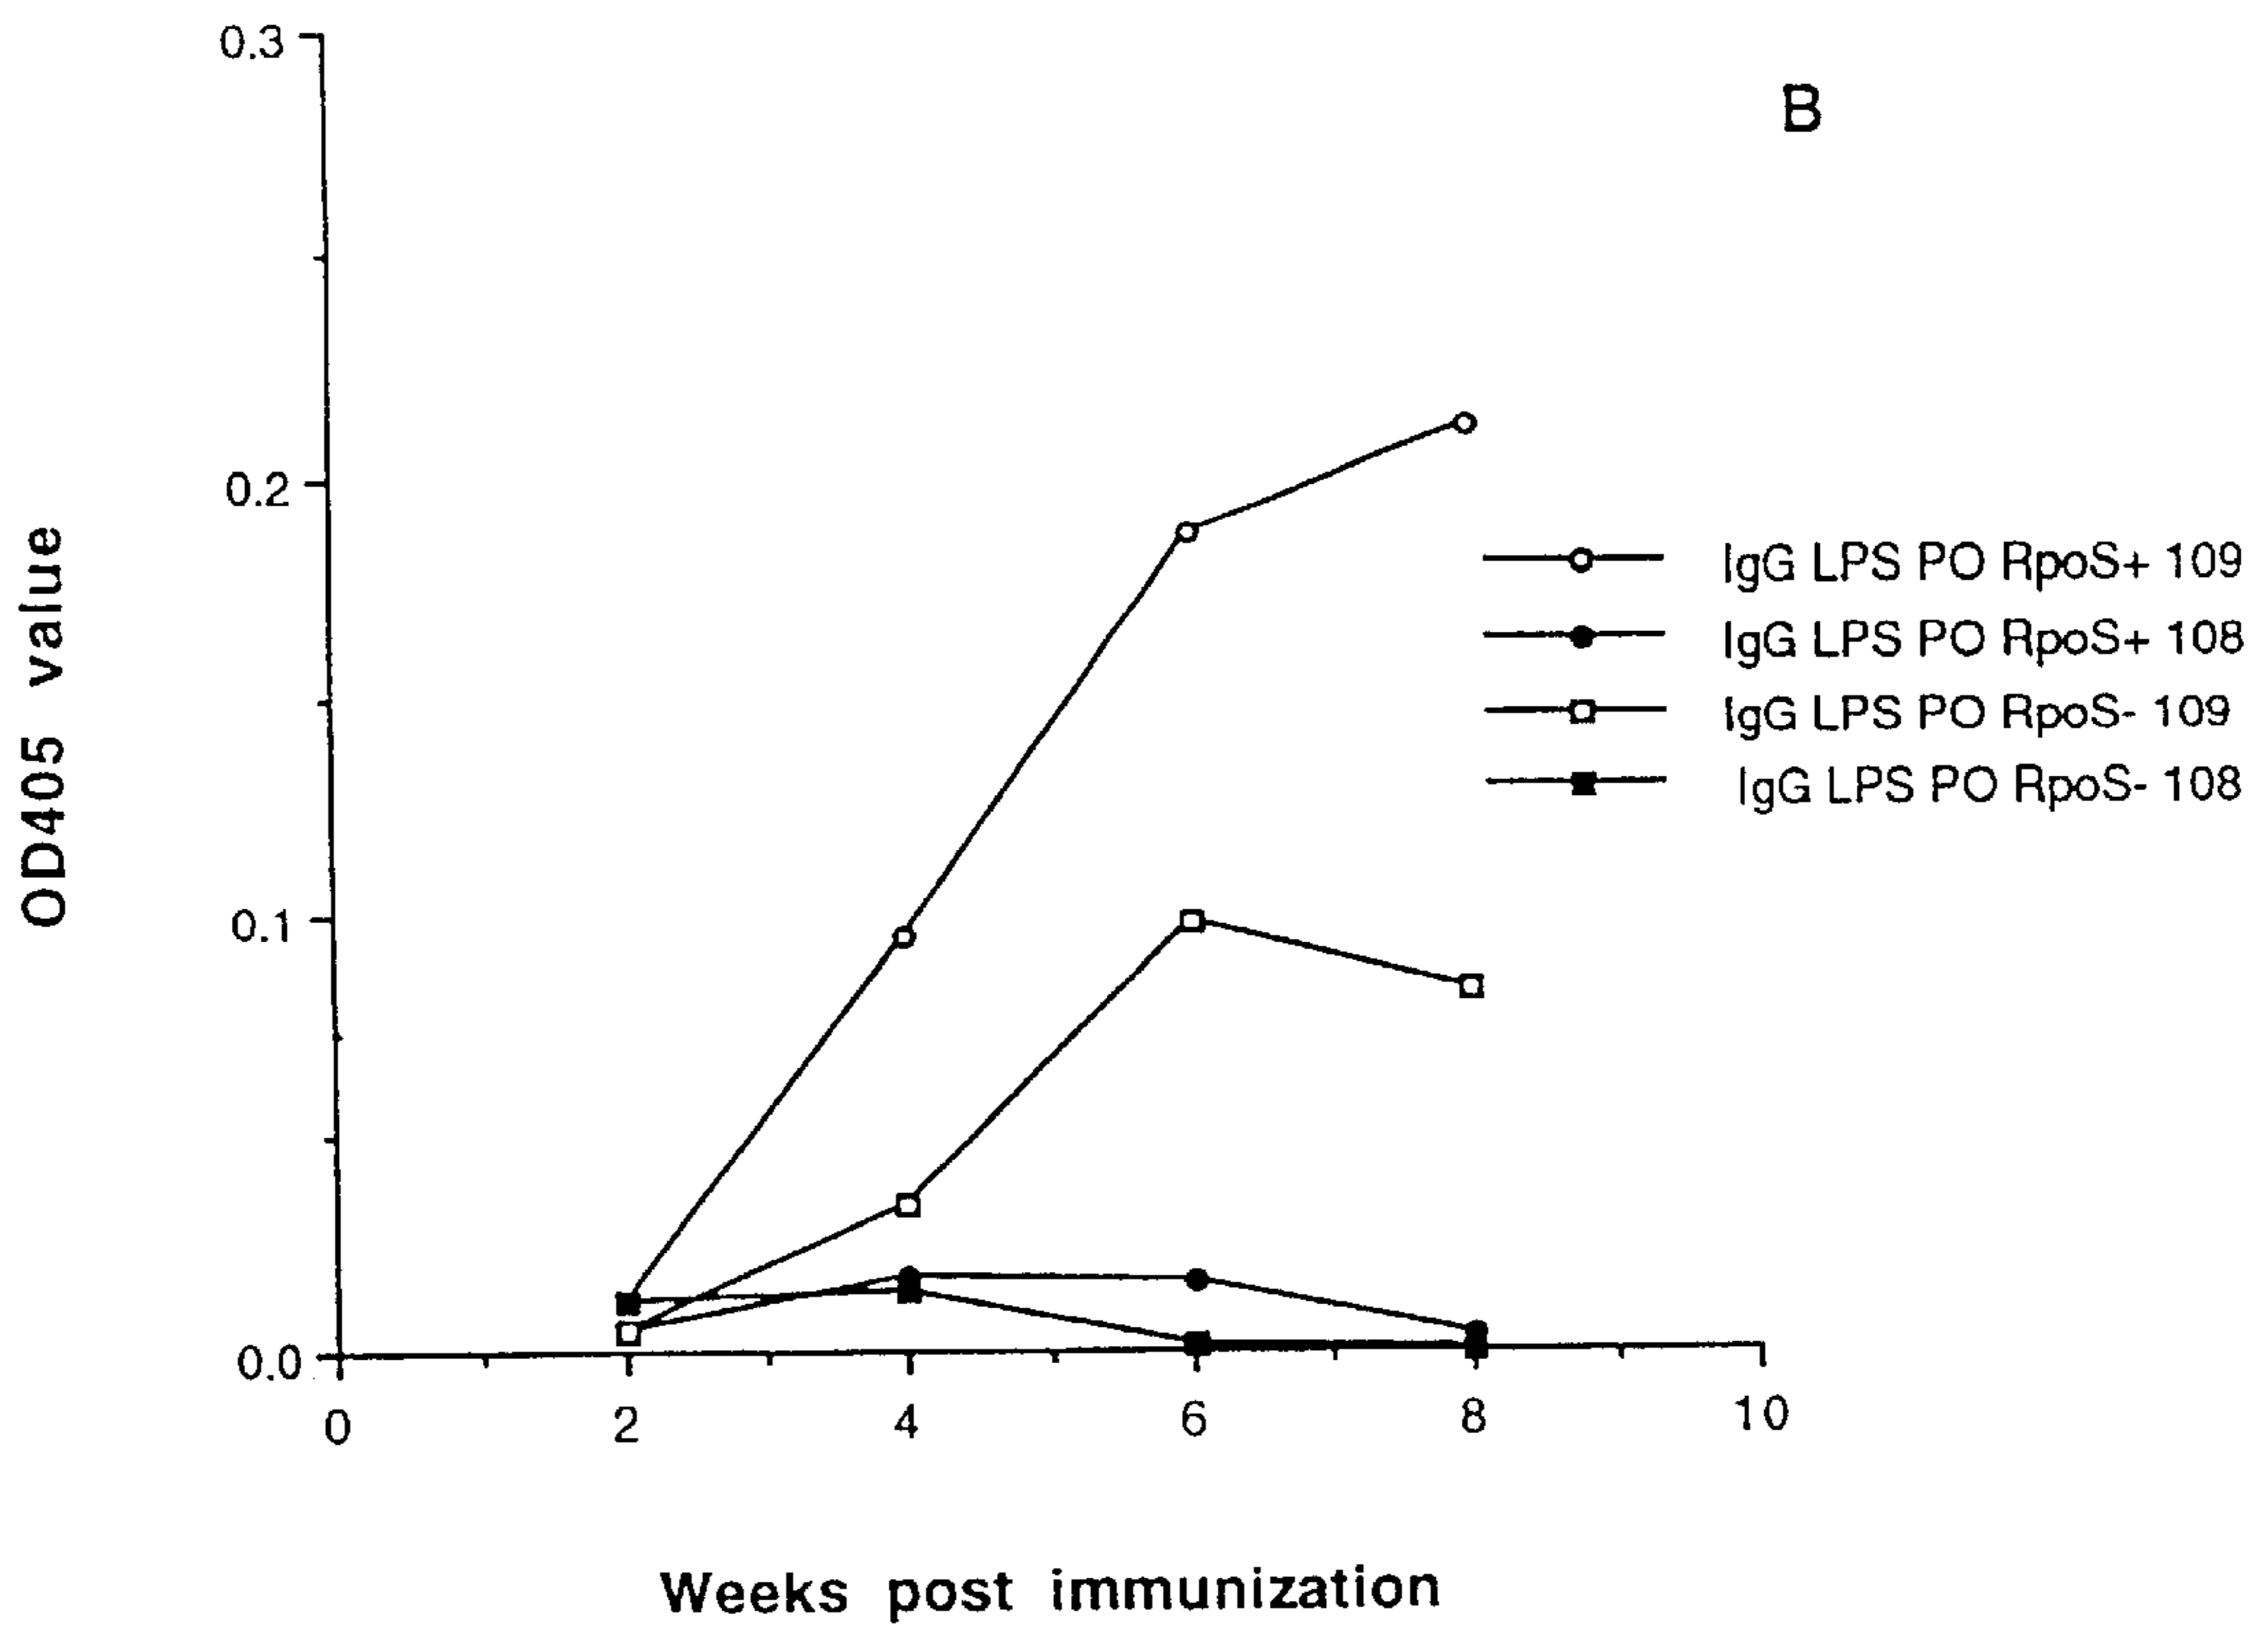 0.3
B
0.2
OD405 value
IgG LPS PO RpoS+ 109
IgG LPS PO RpoS+ 108
IgG LPS PO RpoS- 109
IgG LPS PO RpoS- 108
0.1
0.0
0 2 4 6 8 10
Weeks post immunization